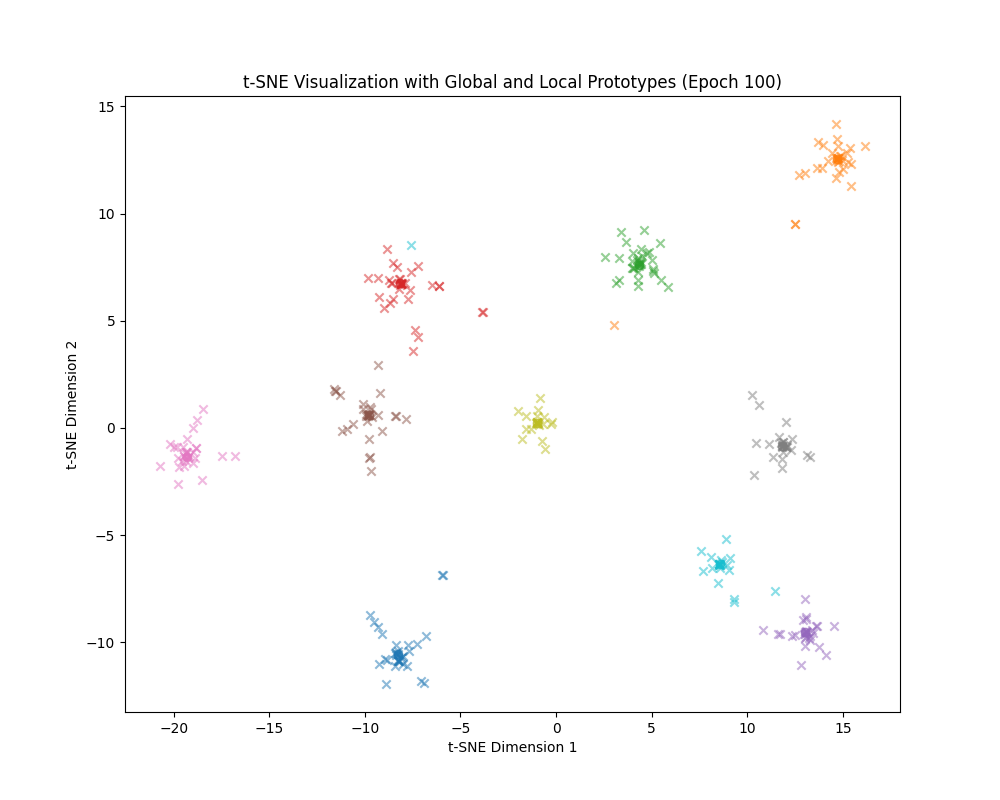 t-SNE Visualization with Global and Local Prototypes (Epoch 100)
15
10
5
0
−5
−10
t-SNE Dimension 2
−20 −15 −10 −5 0 5 10 15
t-SNE Dimension 1